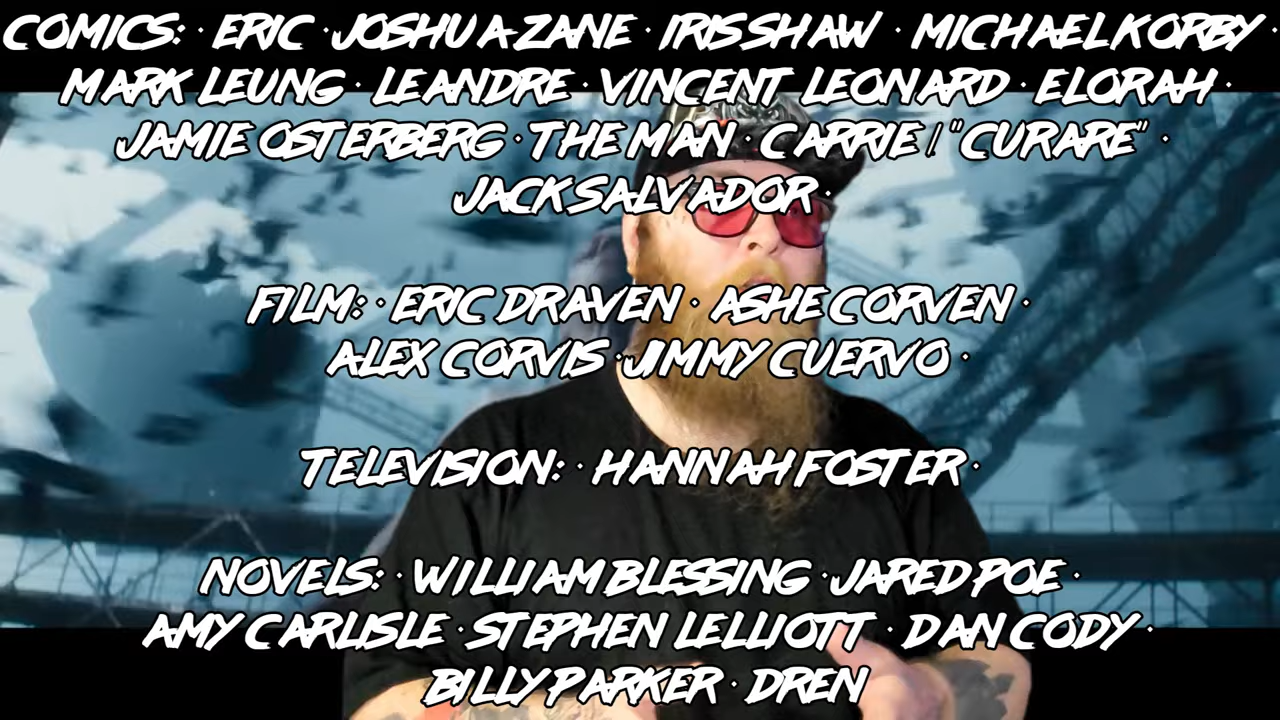 COMICS: · ERIC · JOSHUA ZANE · IRIS SHAW · MICHAEL KORBY ·
MARK LEUNG · LEANDRE · VINCENT LEONARD · ELORAH ·
JAMIE OSTERBERG · THE MAN · CARRIE / "CURARE" ·
JACK SALVADOR ·
FILM: · ERIC DRAVEN · ASHE CORVEN ·
ALEX CORVIS · JIMMY CUERVO ·
TELEVISION: · HANNAH FOSTER ·
NOVELS: · WILLIAM BLESSING · JARED POE ·
AMY CARLISLE · STEPHEN LELLIOTT · DAN CODY ·
BILLY PARKER · DREN